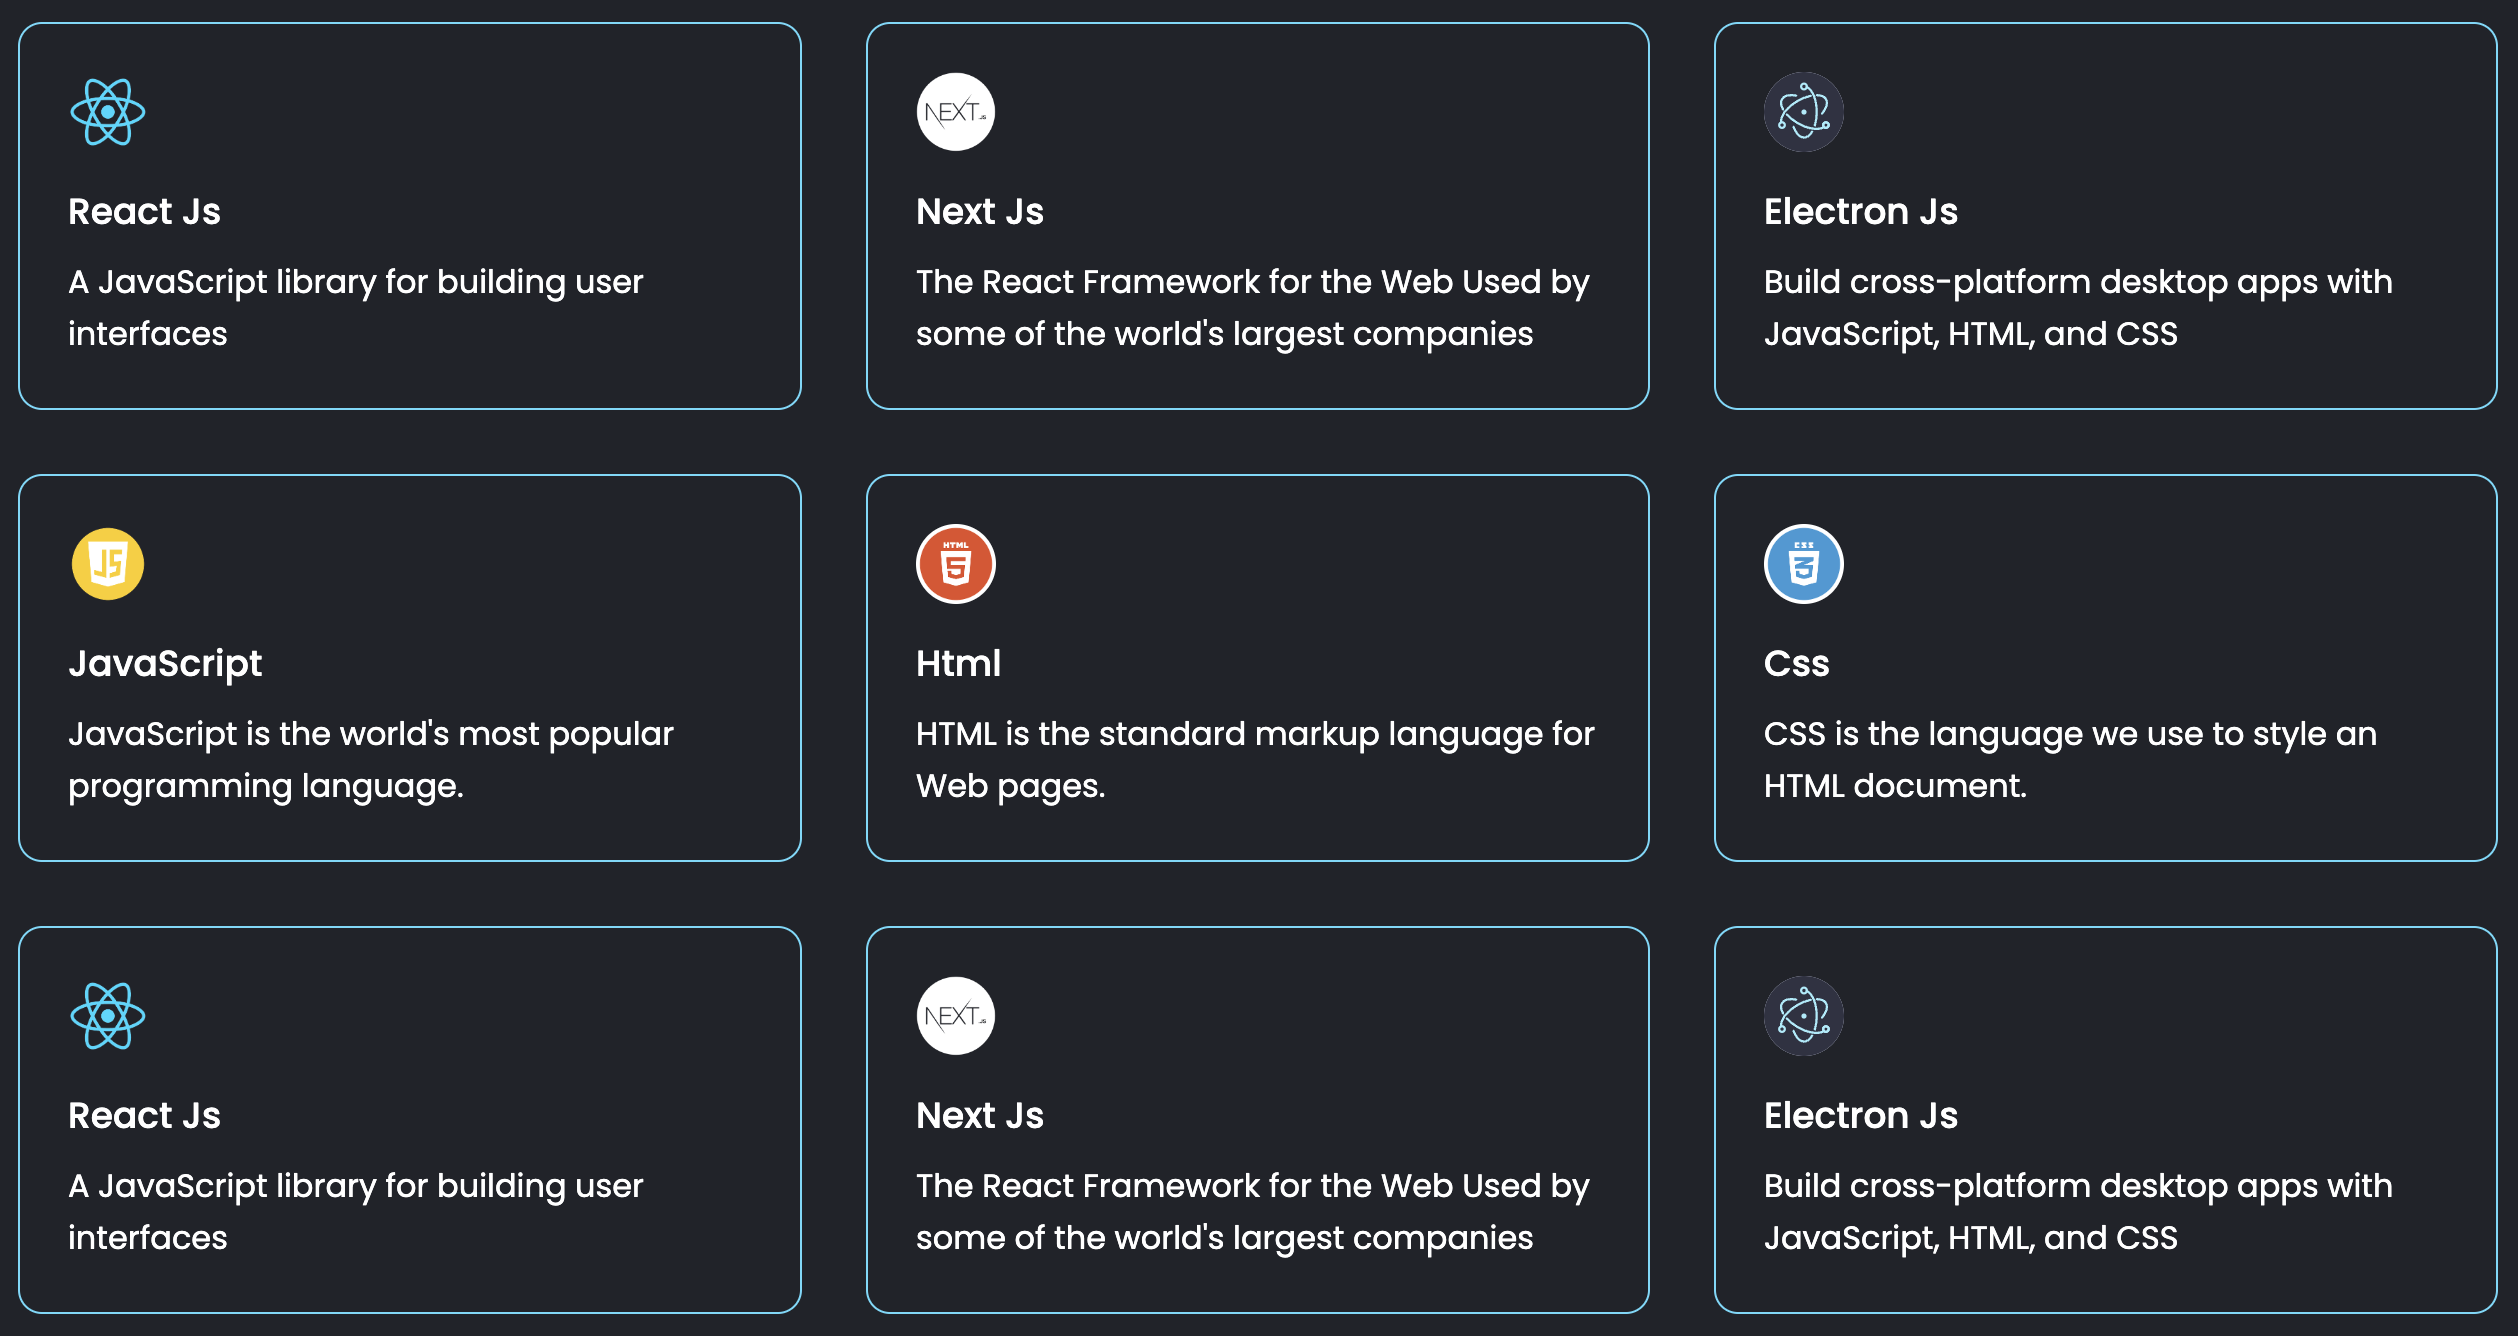 NEXT.JS
React Js
Next Js
Electron Js
A JavaScript library for building user
interfaces
The React Framework for the Web Used by
some of the world's largest companies
Build cross-platform desktop apps with
JavaScript, HTML, and CSS
JS
HTML
5
CSS
3
JavaScript
Html
Css
JavaScript is the world's most popular
programming language.
HTML is the standard markup language for
Web pages.
CSS is the language we use to style an
HTML document.
NEXT.JS
React Js
Next Js
Electron Js
A JavaScript library for building user
interfaces
The React Framework for the Web Used by
some of the world's largest companies
Build cross-platform desktop apps with
JavaScript, HTML, and CSS